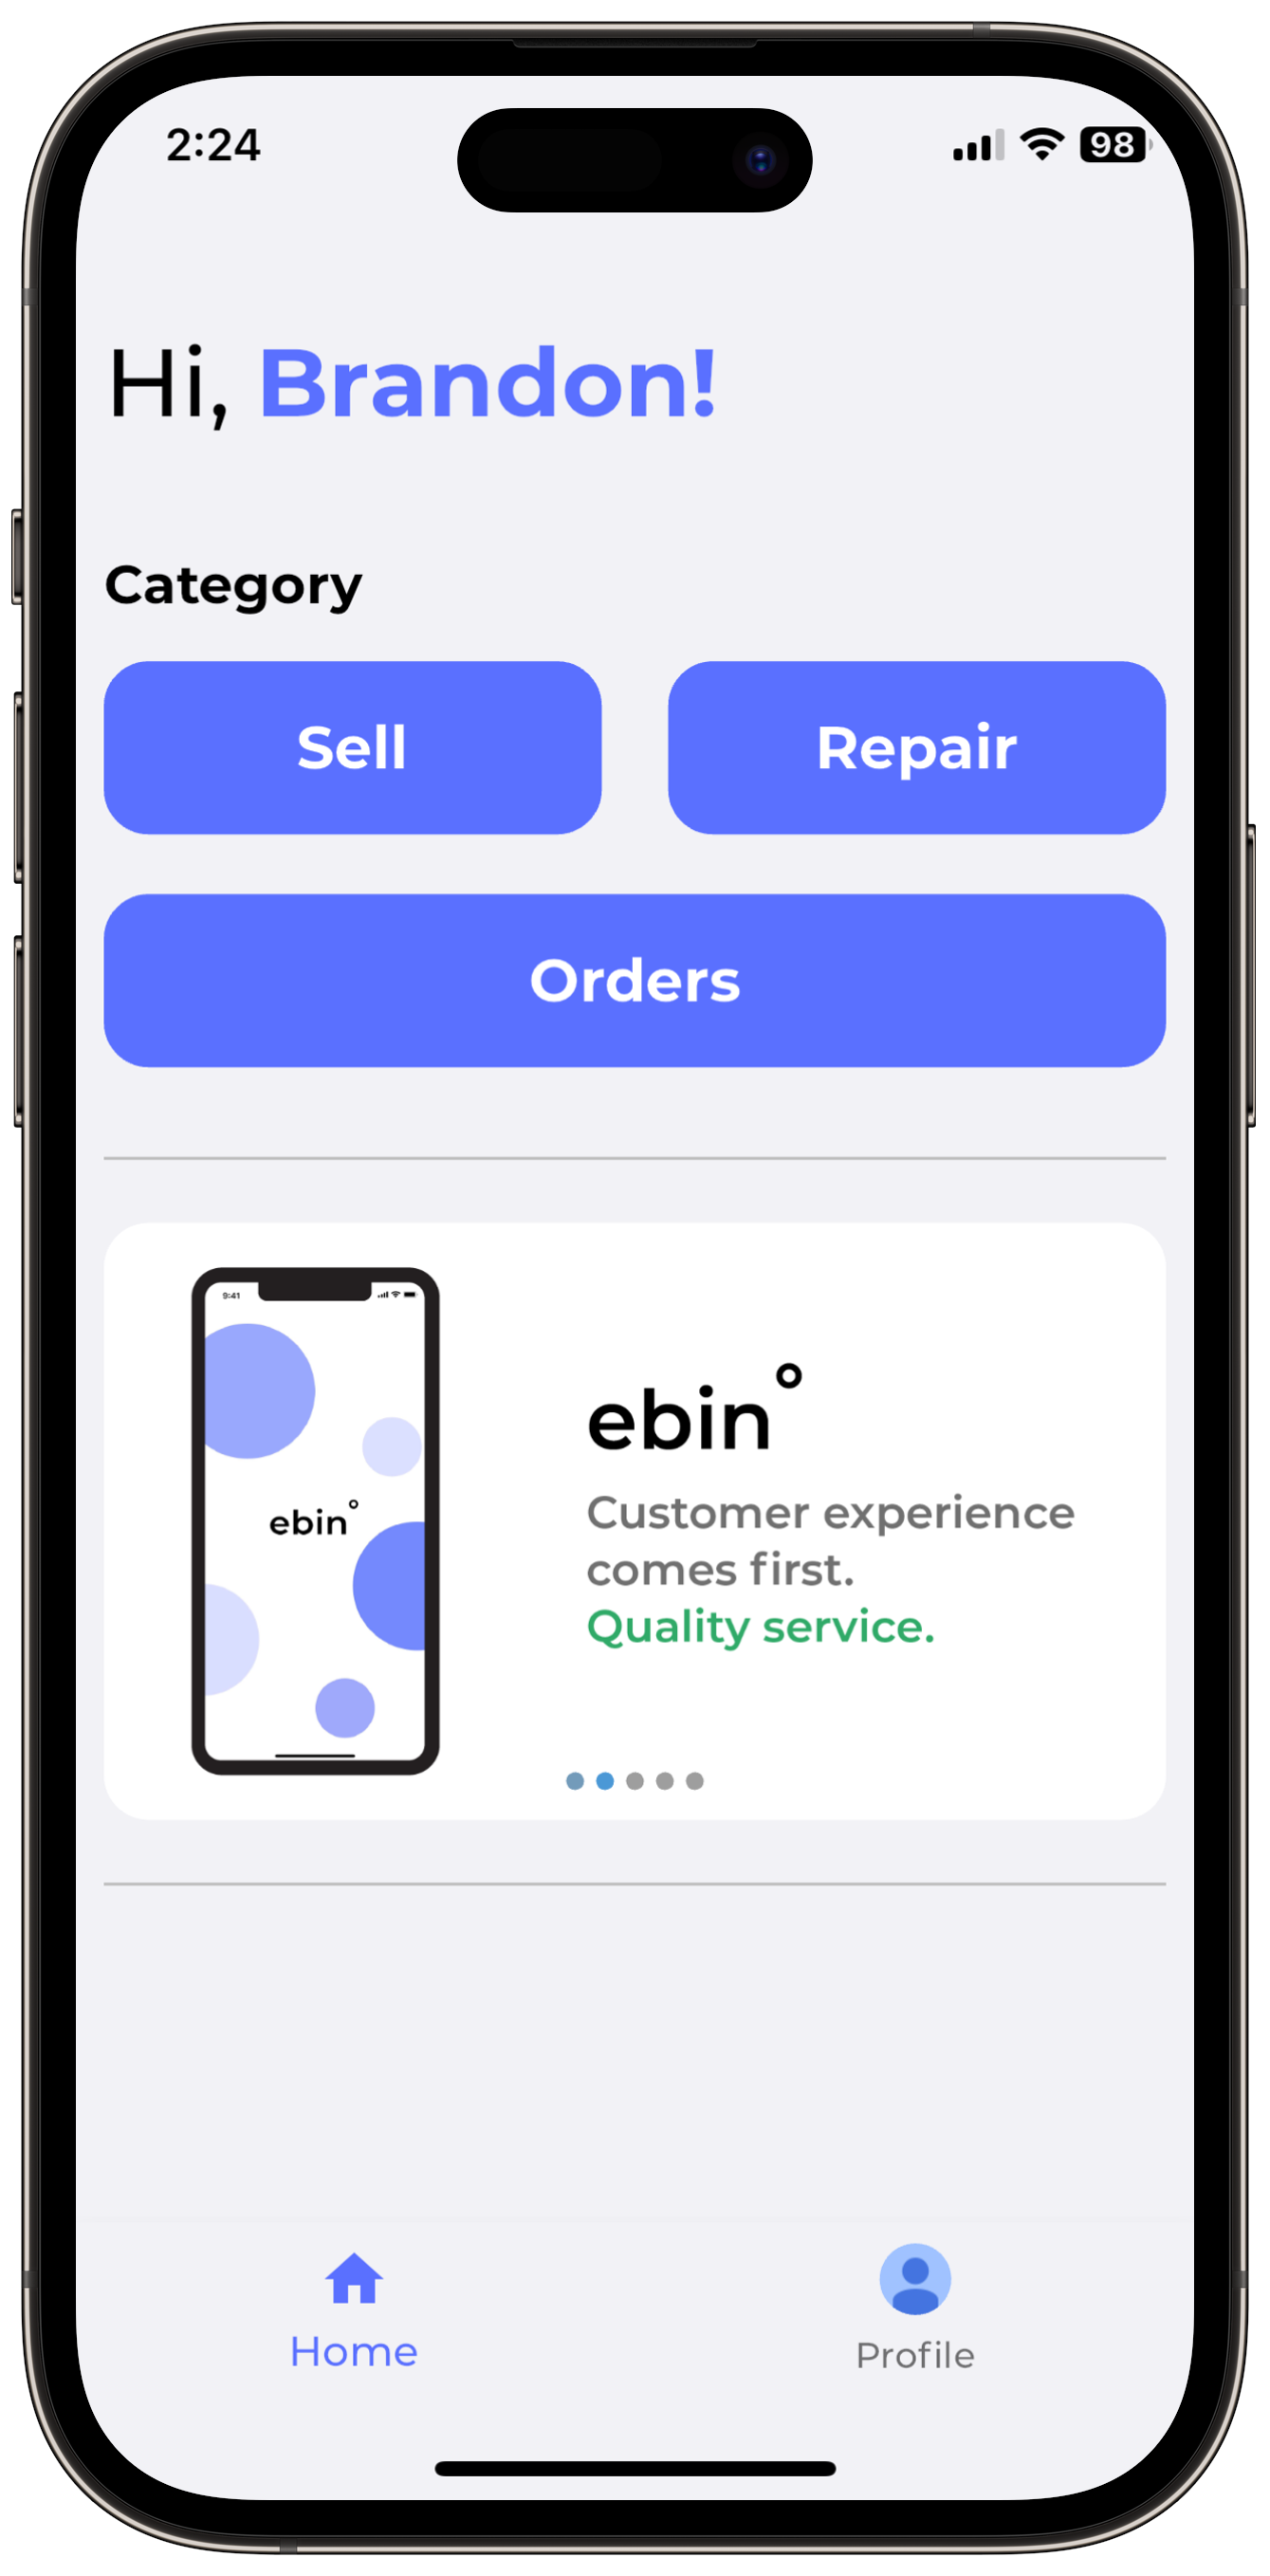 2:24
98
Hi, Brandon!
Category
Sell
Repair
Orders
9:41
ebin°
ebin°
Customer experience
comes first.
Quality service.
Home
Profile